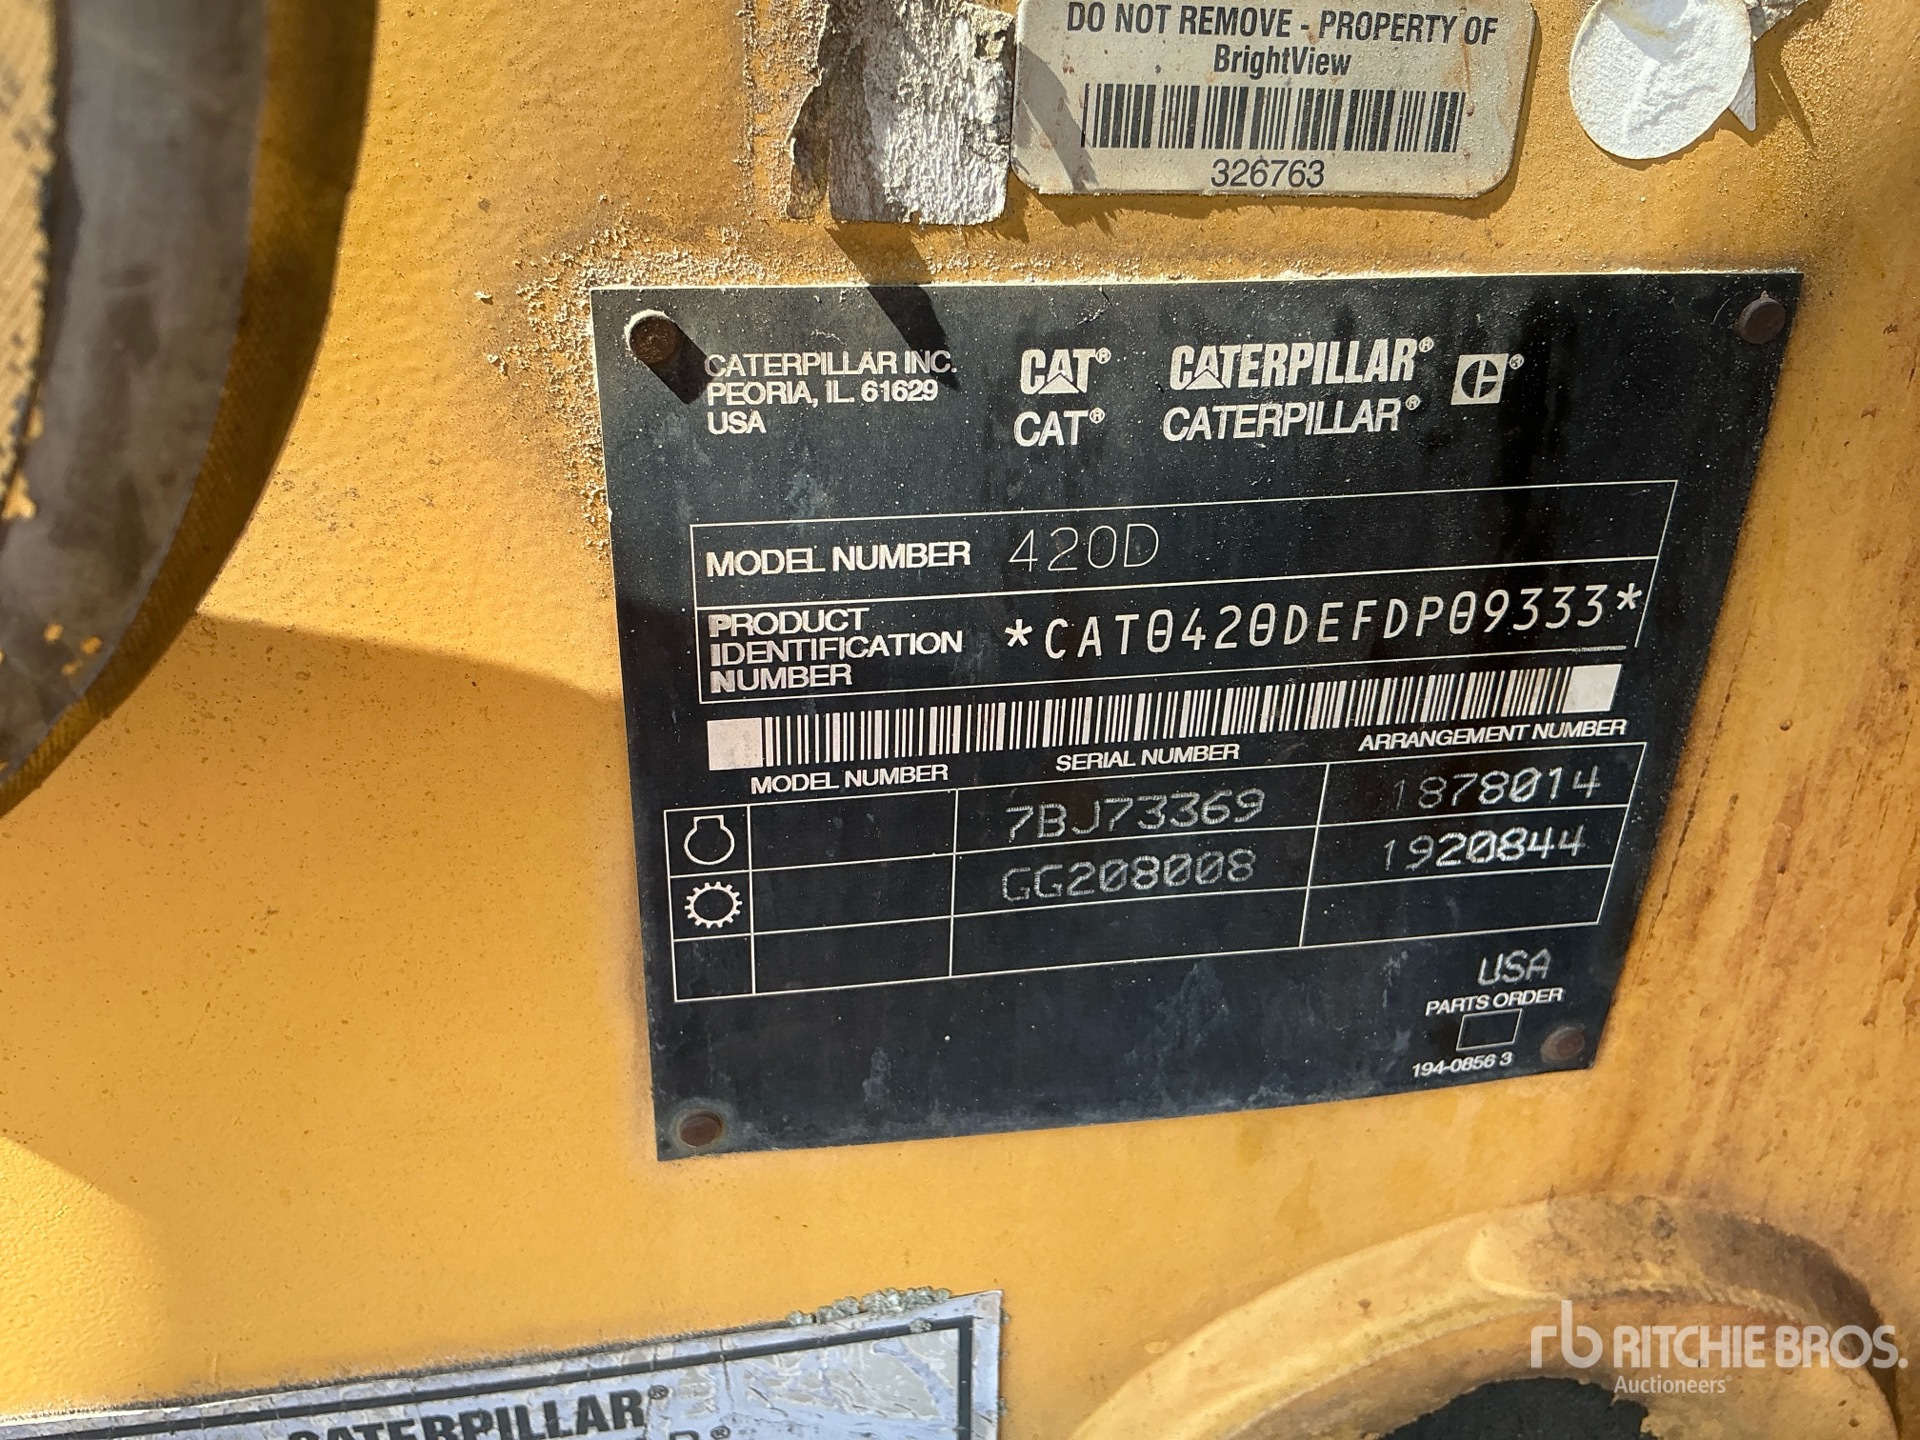 DO NOT REMOVE - PROPERTY OF
BrightView
326763
CATERPILLAR INC.
PEORIA, IL. 61629
USA
CAT® CATERPILLAR® ®
CAT® CATERPILLAR®
MODEL NUMBER 420D
PRODUCT
IDENTIFICATION
NUMBER
*CAT0420DEFDP09333*
MODEL NUMBER SERIAL NUMBER ARRANGEMENT NUMBER
7BJ73369 1878014
GG208008 1920844
USA
PARTS ORDER
194-0856 3
CATERPILLAR®
rb RITCHIE BROS.
Auctioneers